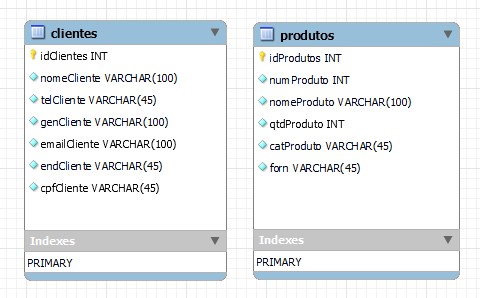 clientes
idClientes INT
nomeCliente VARCHAR(100)
telCliente VARCHAR(45)
genCliente VARCHAR(100)
emailCliente VARCHAR(100)
endCliente VARCHAR(45)
cpfCliente VARCHAR(45)
Indexes
PRIMARY
produtos
idProdutos INT
numProduto INT
nomeProduto VARCHAR(100)
qtdProduto INT
catProduto VARCHAR(45)
forn VARCHAR(45)
Indexes
PRIMARY